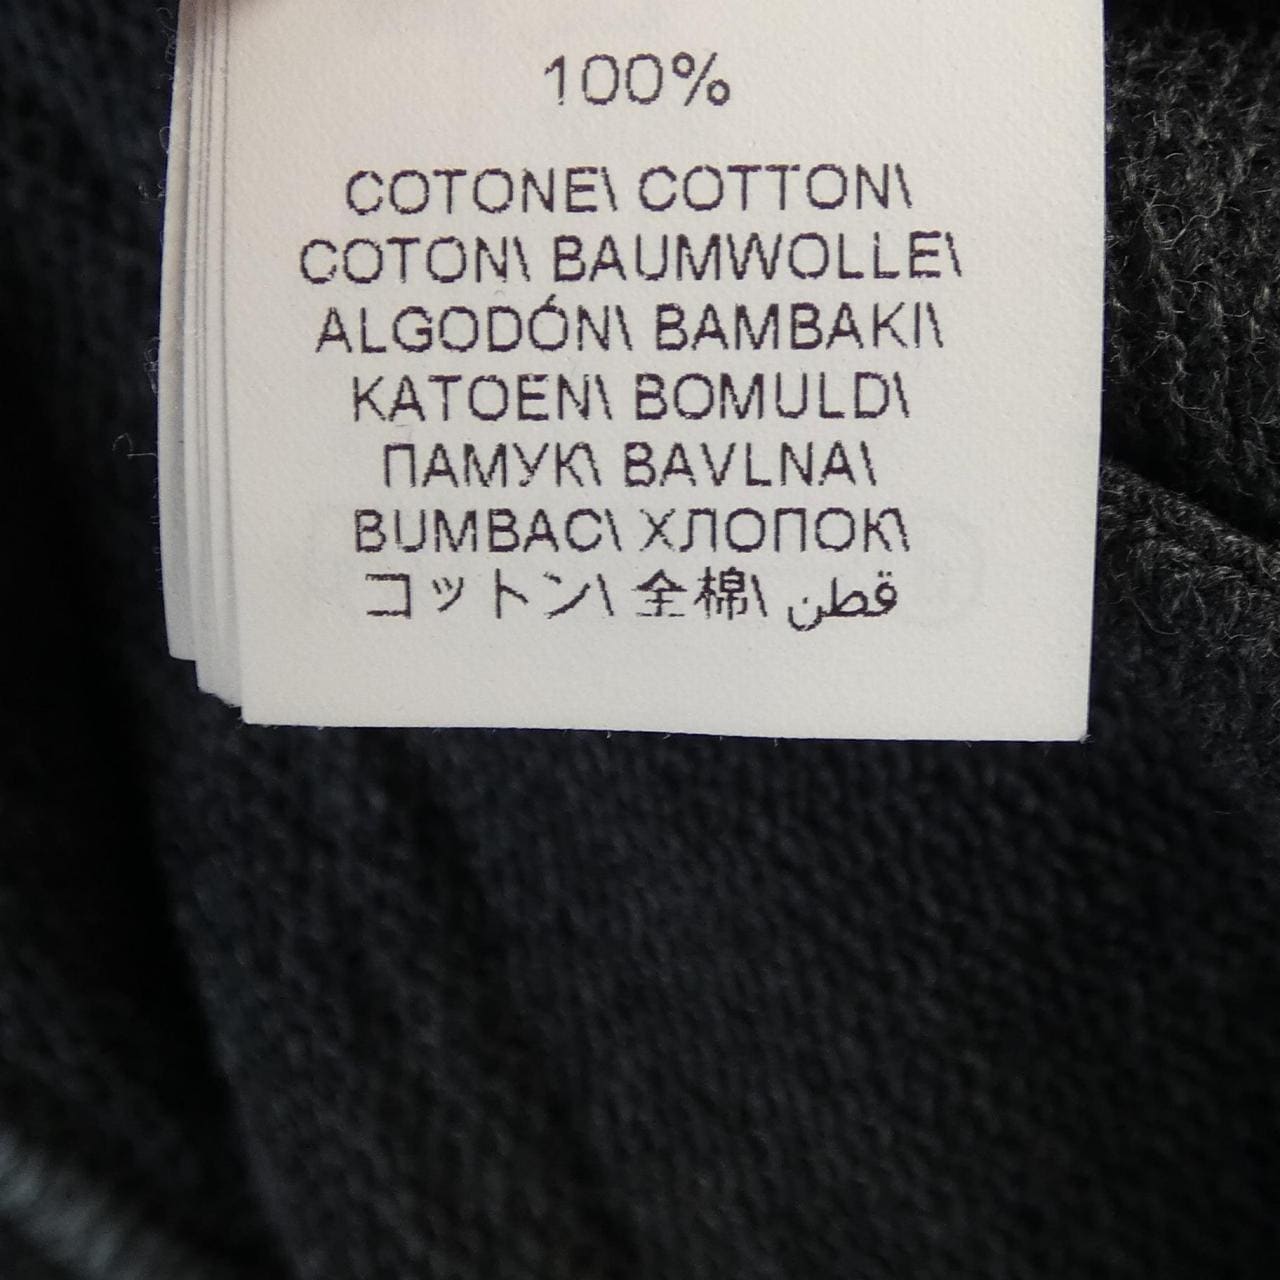 100%
COTONE\ COTTON\
COTON\ BAUMWOLLE\
ALGODÓN\ BAMBAKI\
KATOEN\ BOMULD\
ПАМУК\ BAVLNA\
BUMBAC\ ХЛОПОК\
コットン\ 全棉\ قطن